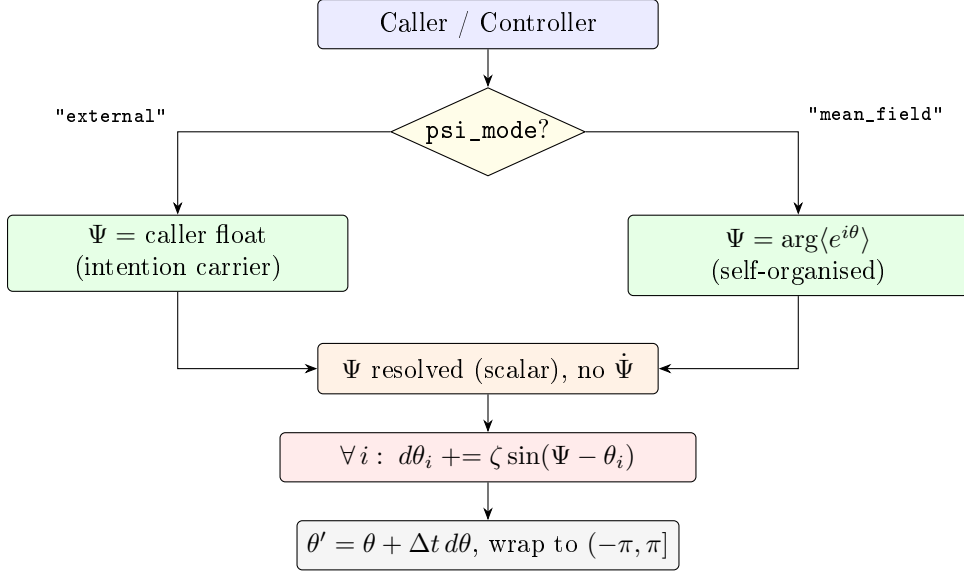 Caller / Controller
"external"
"mean_field"
psi_mode?
Ψ = caller float
(intention carrier)
Ψ = arg⟨e^{iθ}⟩
(self-organised)
Ψ resolved (scalar), no Ψ̇
∀ i : dθ_i += ζ sin(Ψ − θ_i)
θ′ = θ + Δt dθ, wrap to (−π, π]